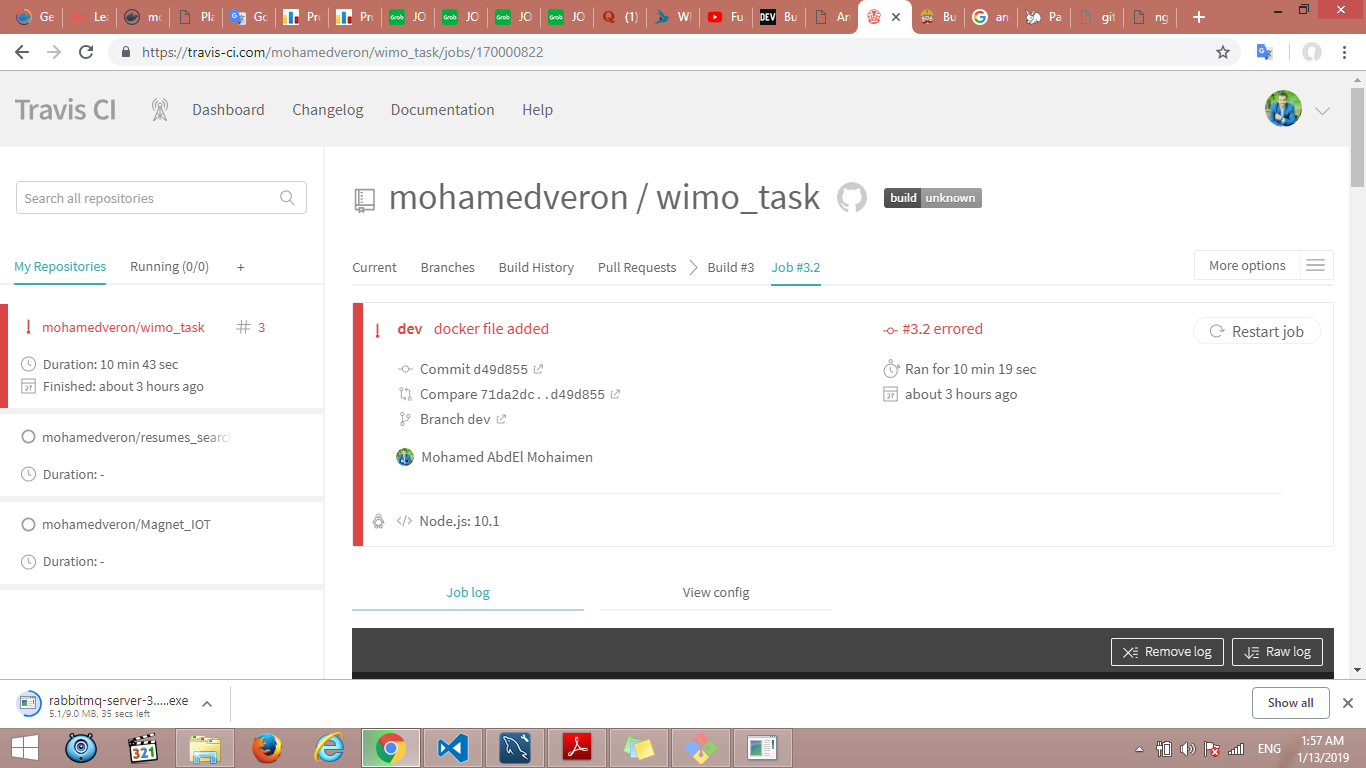 Ge
Le
mo
Pla
Go
Pro
Pro
JO
JO
JO
JO
(1)
Wl
Fu
DEV Bu
An
Bu
an
Pa
git
ng
https://travis-ci.com/mohamedveron/wimo_task/jobs/170000822
Travis CI
Dashboard
Changelog
Documentation
Help
Search all repositories
My Repositories
Running (0/0)
+
mohamedveron/wimo_task
# 3
Duration: 10 min 43 sec
Finished: about 3 hours ago
mohamedveron/resumes_search
Duration: -
mohamedveron/Magnet_IOT
Duration: -
mohamedveron / wimo_task
build unknown
Current
Branches
Build History
Pull Requests
Build #3
Job #3.2
More options
dev docker file added
#3.2 errored
Restart job
Commit d49d855
Ran for 10 min 19 sec
Compare 71da2dc..d49d855
about 3 hours ago
Branch dev
Mohamed AbdEl Mohaimen
</> Node.js: 10.1
Job log
View config
Remove log
Raw log
rabbitmq-server-3.....exe
5.1/9.0 MB, 35 secs left
Show all
321
ENG
1:57 AM
1/13/2019